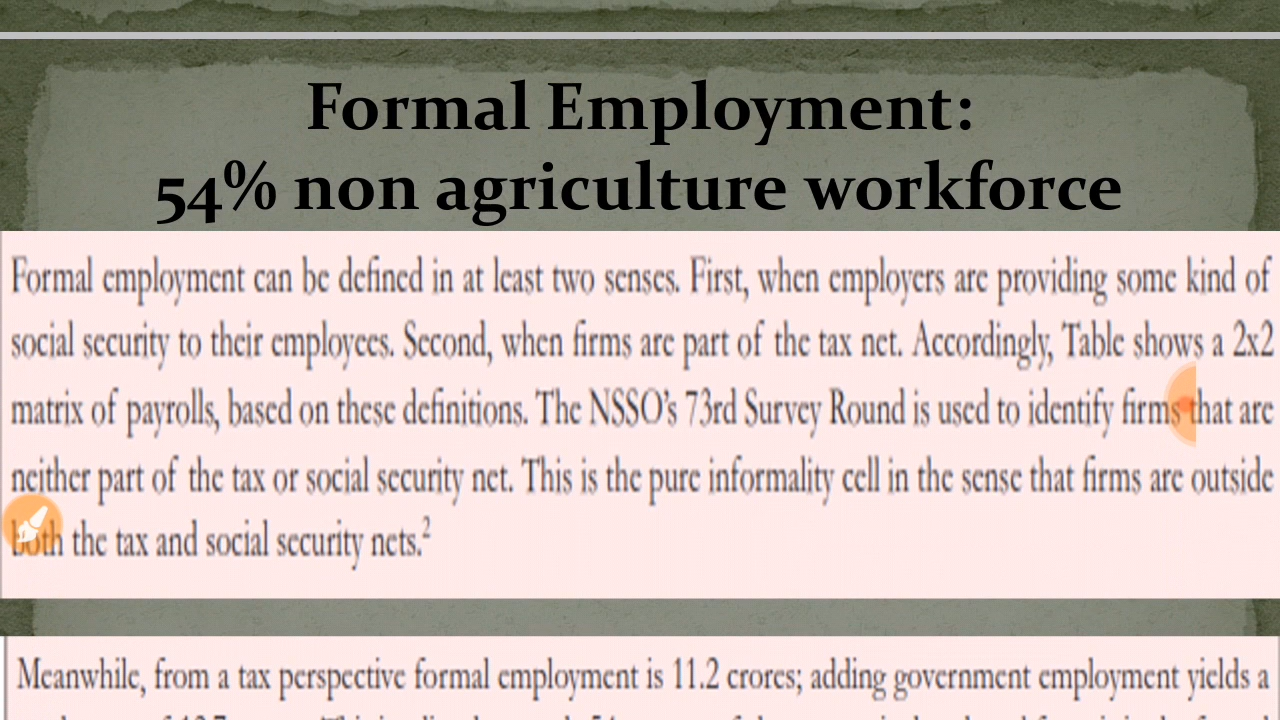 Formal Employment:
54% non agriculture workforce
Formal employment can be defined in at least two senses. First, when employers are providing some kind of
social security to their employees. Second, when firms are part of the tax net. Accordingly, Table shows a 2x2
matrix of payrolls, based on these definitions. The NSSO's 73rd Survey Round is used to identify firms that are
neither part of the tax or social security net. This is the pure informality cell in the sense that firms are outside
both the tax and social security nets.2
Meanwhile, from a tax perspective formal employment is 11.2 crores; adding government employment yields a